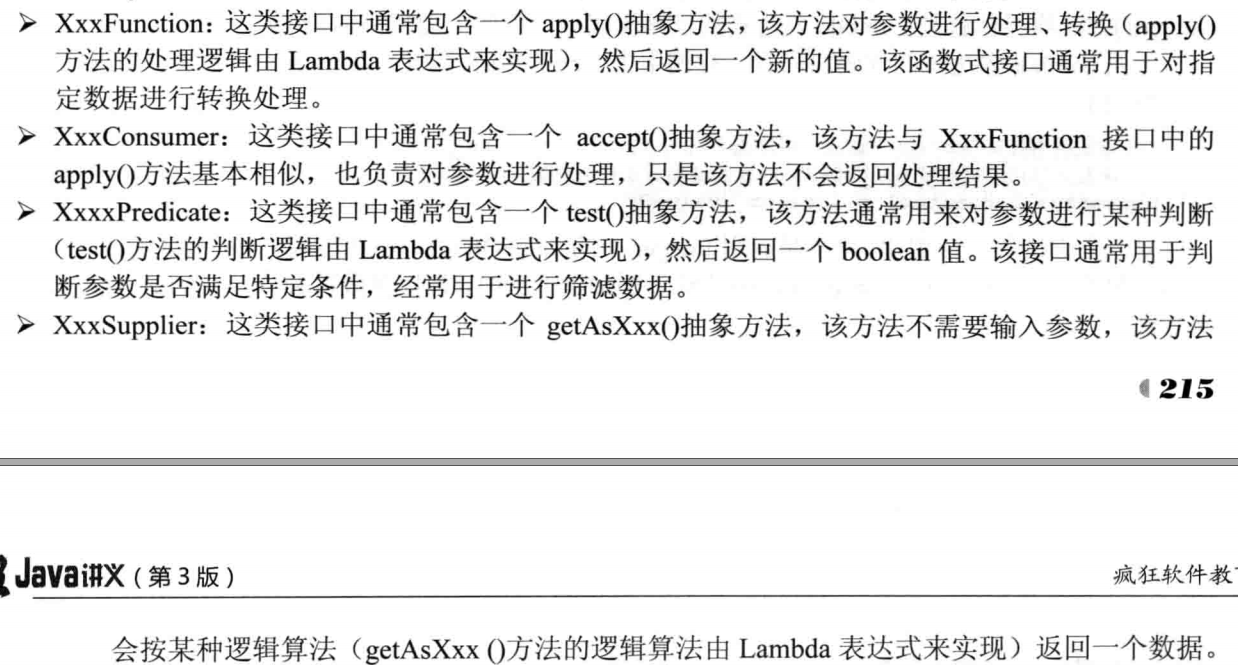 ➤ XxxFunction：这类接口中通常包含一个 apply()抽象方法，该方法对参数进行处理、转换（apply()
方法的处理逻辑由 Lambda 表达式来实现），然后返回一个新的值。该函数式接口通常用于对指
定数据进行转换处理。
➤ XxxConsumer：这类接口中通常包含一个 accept()抽象方法，该方法与 XxxFunction 接口中的
apply()方法基本相似，也负责对参数进行处理，只是该方法不会返回处理结果。
➤ XxxxPredicate：这类接口中通常包含一个 test()抽象方法，该方法通常用来对参数进行某种判断
（test()方法的判断逻辑由 Lambda 表达式来实现），然后返回一个 boolean 值。该接口通常用于判
断参数是否满足特定条件，经常用于进行筛滤数据。
➤ XxxSupplier：这类接口中通常包含一个 getAsXxx()抽象方法，该方法不需要输入参数，该方法
215
Java讲义（第 3 版）
疯狂软件教
会按某种逻辑算法（getAsXxx ()方法的逻辑算法由 Lambda 表达式来实现）返回一个数据。